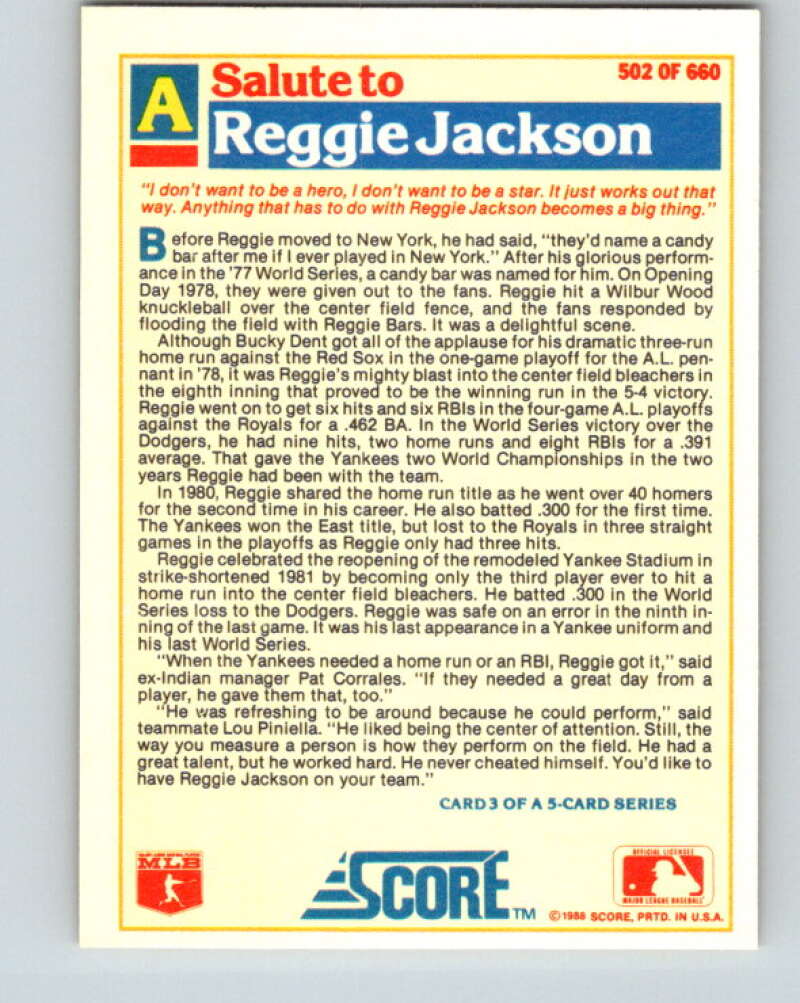 A Salute to
502 OF 660
Reggie Jackson
"I don't want to be a hero, I don't want to be a star. It just works out that
way. Anything that has to do with Reggie Jackson becomes a big thing."
Before Reggie moved to New York, he had said, "they'd name a candy
bar after me if I ever played in New York." After his glorious perform-
ance in the '77 World Series, a candy bar was named for him. On Opening
Day 1978, they were given out to the fans. Reggie hit a Wilbur Wood
knuckleball over the center field fence, and the fans responded by
flooding the field with Reggie Bars. It was a delightful scene.
Although Bucky Dent got all of the applause for his dramatic three-run
home run against the Red Sox in the one-game playoff for the A.L. pen-
nant in '78, it was Reggie's mighty blast into the center field bleachers in
the eighth inning that proved to be the winning run in the 5-4 victory.
Reggie went on to get six hits and six RBIs in the four-game A.L. playoffs
against the Royals for a .462 BA. In the World Series victory over the
Dodgers, he had nine hits, two home runs and eight RBIs for a .391
average. That gave the Yankees two World Championships in the two
years Reggie had been with the team.
In 1980, Reggie shared the home run title as he went over 40 homers
for the second time in his career. He also batted .300 for the first time.
The Yankees won the East title, but lost to the Royals in three straight
games in the playoffs as Reggie only had three hits.
Reggie celebrated the reopening of the remodeled Yankee Stadium in
strike-shortened 1981 by becoming only the third player ever to hit a
home run into the center field bleachers. He batted .300 in the World
Series loss to the Dodgers. Reggie was safe on an error in the ninth in-
ning of the last game. It was his last appearance in a Yankee uniform and
his last World Series.
"When the Yankees needed a home run or an RBI, Reggie got it," said
ex-Indian manager Pat Corrales. "If they needed a great day from a
player, he gave them that, too."
"He was refreshing to be around because he could perform," said
teammate Lou Piniella. "He liked being the center of attention. Still, the
way you measure a person is how they perform on the field. He had a
great talent, but he worked hard. He never cheated himself. You'd like to
have Reggie Jackson on your team."
CARD 3 OF A 5-CARD SERIES
MLB
SCORE TM
©1988 SCORE, PRTD. IN U.S.A.
OFFICIAL LICENSEE
MAJOR LEAGUE BASEBALL